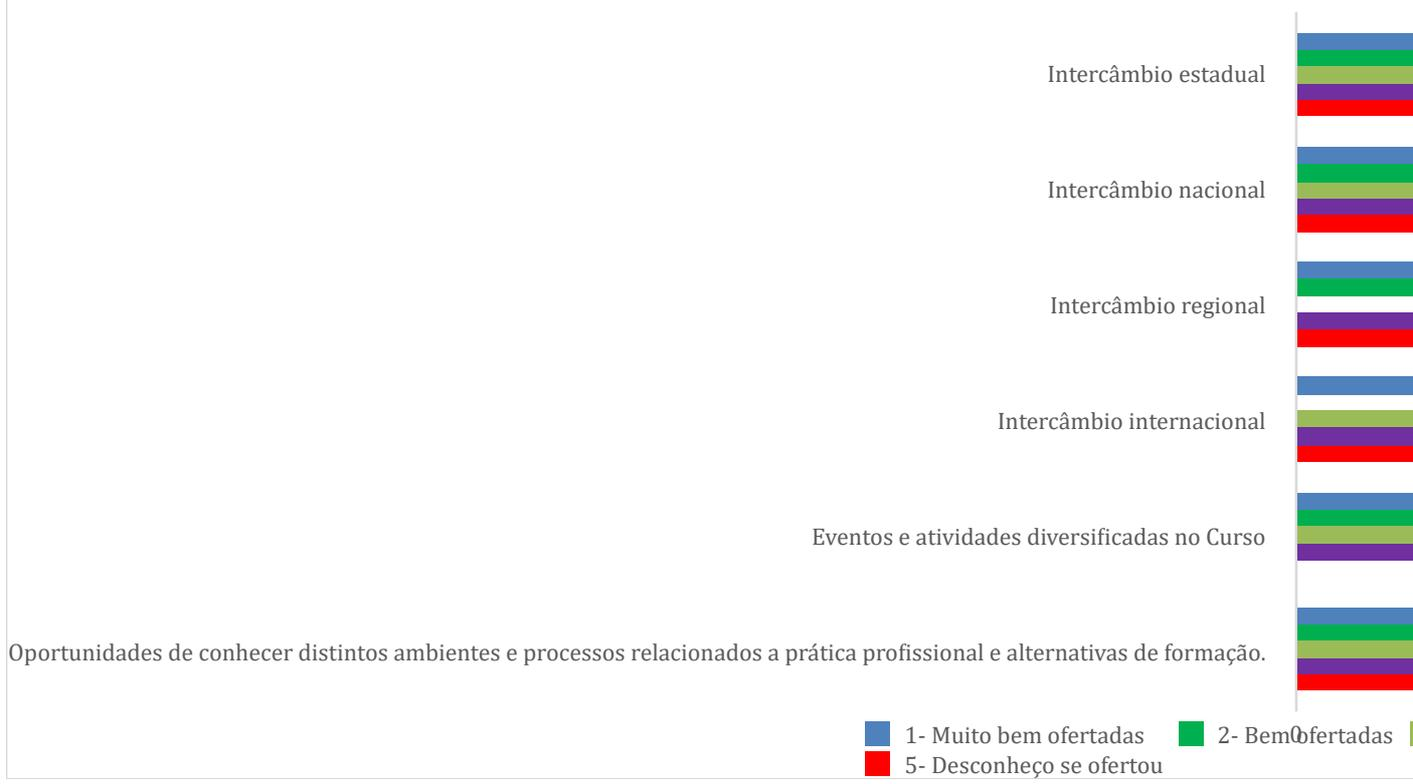 Intercâmbio estadual
Intercâmbio nacional
Intercâmbio regional
Intercâmbio internacional
Eventos e atividades diversificadas no Curso
Oportunidades de conhecer distintos ambientes e processos relacionados a prática profissional e alternativas de formação.
0
1- Muito bem ofertadas 2- Bem ofertadas
5- Desconheço se ofertou